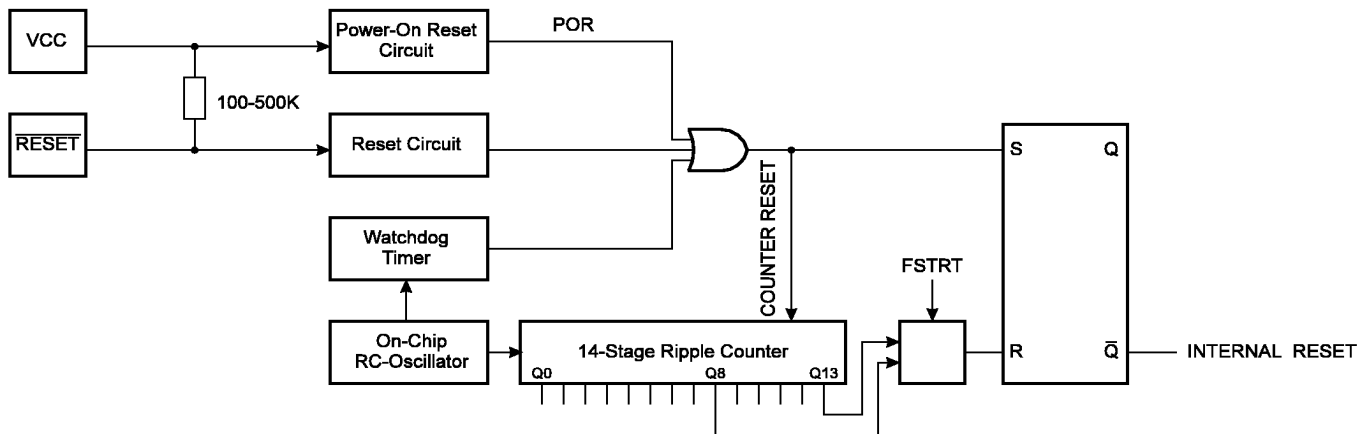 VCC
Power-On Reset
Circuit
POR
100-500K
RESET
Reset Circuit
S
Q
COUNTER RESET
Watchdog
Timer
FSTRT
On-Chip
RC-Oscillator
14-Stage Ripple Counter
Q0
Q8
Q13
R
Q̅
INTERNAL RESET